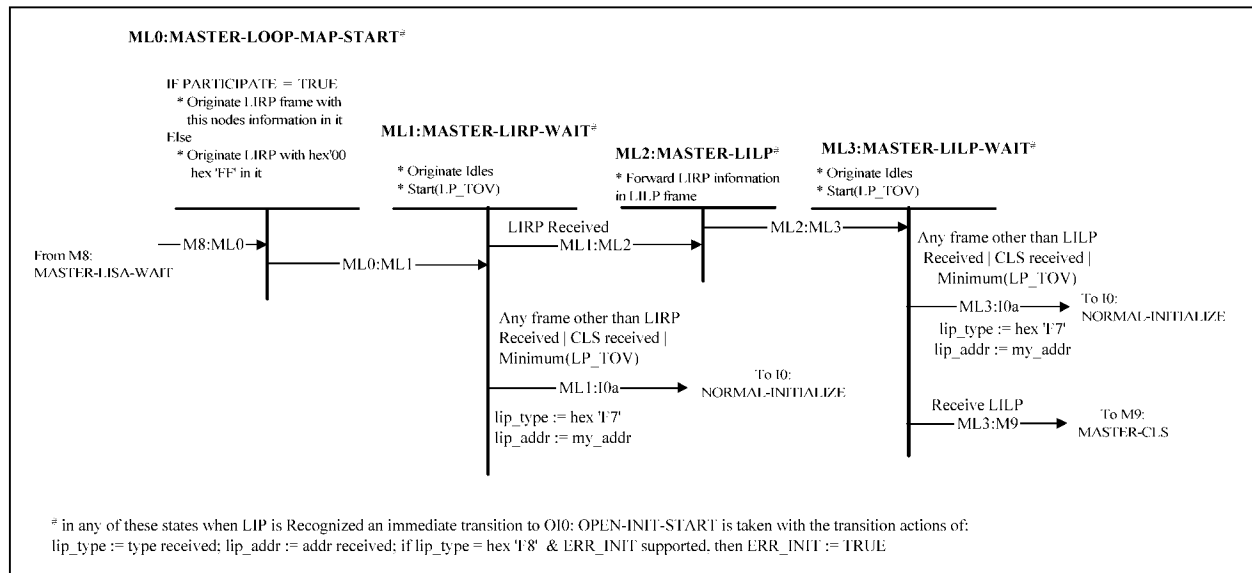 ML0:MASTER-LOOP-MAP-START#
IF PARTICIPATE = TRUE
* Originate LIRP frame with
this nodes information in it
Else
* Originate LIRP with hex'00
hex 'FF' in it
ML1:MASTER-LIRP-WAIT#
* Originate Idles
* Start(LP_TOV)
ML2:MASTER-LILP#
* Forward LIRP information
in LILP frame
ML3:MASTER-LILP-WAIT#
* Originate Idles
* Start(LP_TOV)
From M8:
MASTER-LISA-WAIT
M8:ML0
ML0:ML1
LIRP Received
ML1:ML2
ML2:ML3
Any frame other than LIRP
Received | CLS received |
Minimum(LP_TOV)
ML1:I0a
lip_type := hex 'F7'
lip_addr := my_addr
To I0:
NORMAL-INITIALIZE
Any frame other than LILP
Received | CLS received |
Minimum(LP_TOV)
ML3:I0a
lip_type := hex 'F7'
lip_addr := my_addr
To I0:
NORMAL-INITIALIZE
Receive LILP
ML3:M9
To M9:
MASTER-CLS
# in any of these states when LIP is Recognized an immediate transition to OI0: OPEN-INIT-START is taken with the transition actions of:
lip_type := type received; lip_addr := addr received; if lip_type = hex 'F8' & ERR_INIT supported, then ERR_INIT := TRUE